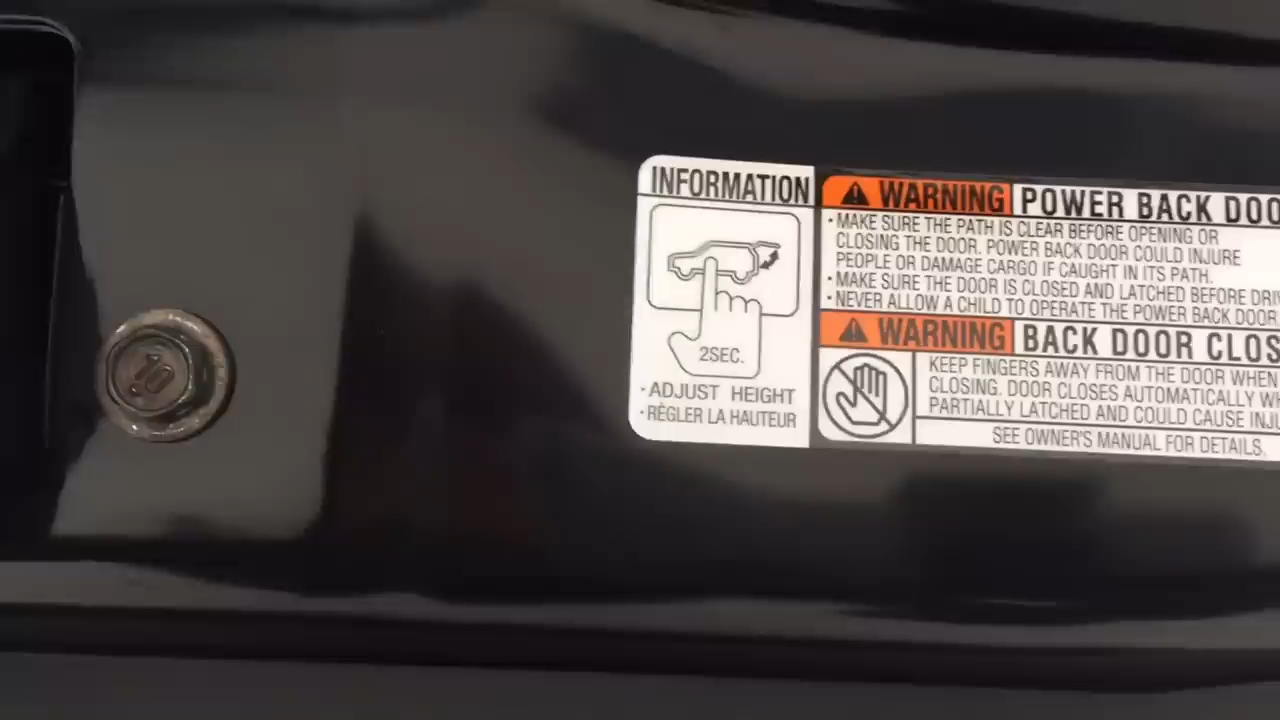 INFORMATION
2SEC.
· ADJUST HEIGHT
· RÈGLER LA HAUTEUR
WARNING POWER BACK
· MAKE SURE THE PATH IS CLEAR BEFORE OPENING OR
CLOSING THE DOOR. POWER BACK DOOR COULD INJURE
PEOPLE OR DAMAGE CARGO IF CAUGHT IN ITS PATH.
· MAKE SURE THE DOOR IS CLOSED AND LATCHED BEFORE
· NEVER ALLOW A CHILD TO OPERATE THE POWER BACK DOOR
WARNING BACK DOOR
KEEP FINGERS AWAY FROM THE DOOR WHEN
CLOSING. DOOR CLOSES AUTOMATICALLY
PARTIALLY LATCHED AND COULD CAUSE
SEE OWNER'S MANUAL FOR DETAILS.
10